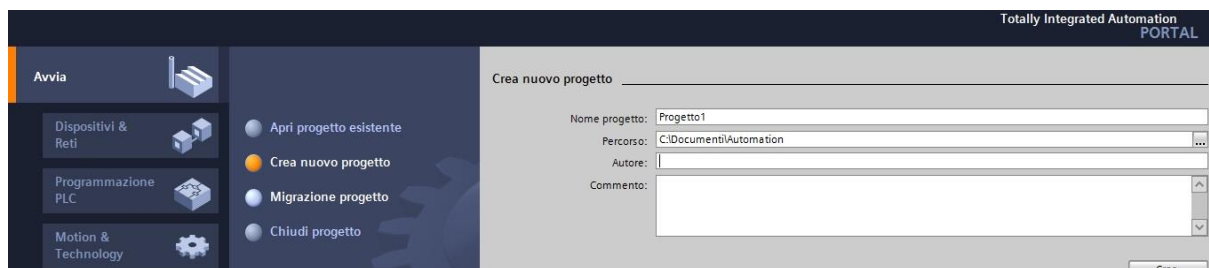 Totally Integrated Automation
PORTAL
Avvia
Dispositivi &
Reti
Programmazione
PLC
Motion &
Technology
Apri progetto esistente
Crea nuovo progetto
Migrazione progetto
Chiudi progetto
Crea nuovo progetto
Nome progetto: Progetto1
Percorso: C:\Documenti\Automation
...
Autore:
Commento: